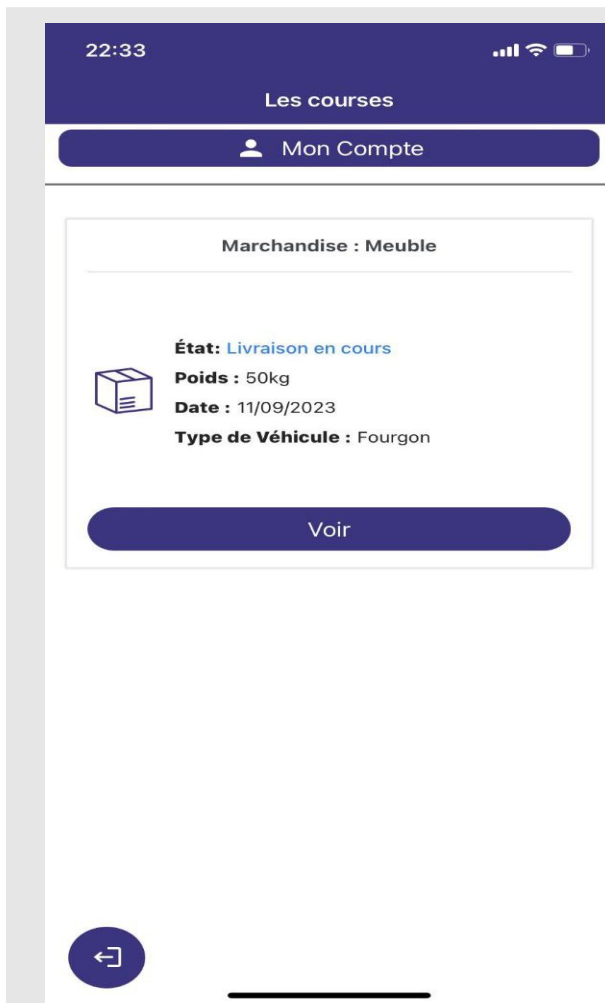 22:33
Les courses
Mon Compte
Marchandise : Meuble
État: Livraison en cours
Poids : 50kg
Date : 11/09/2023
Type de Véhicule : Fourgon
Voir